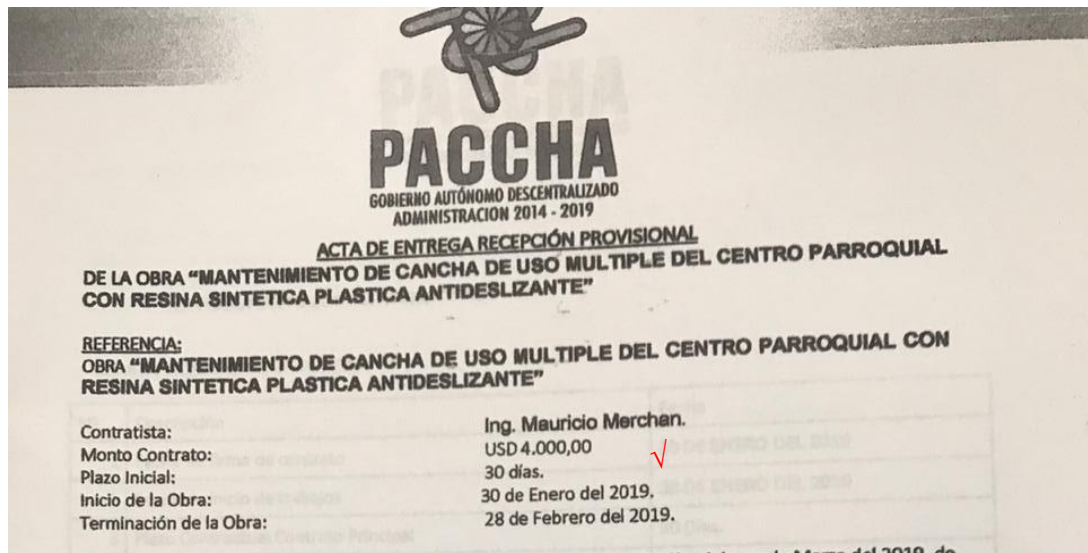 PACCHA
GOBIERNO AUTÓNOMO DESCENTRALIZADO
ADMINISTRACION 2014 - 2019
ACTA DE ENTREGA RECEPCIÓN PROVISIONAL
DE LA OBRA “MANTENIMIENTO DE CANCHA DE USO MULTIPLE DEL CENTRO PARROQUIAL
CON RESINA SINTETICA PLASTICA ANTIDESLIZANTE”
REFERENCIA:
OBRA “MANTENIMIENTO DE CANCHA DE USO MULTIPLE DEL CENTRO PARROQUIAL CON
RESINA SINTETICA PLASTICA ANTIDESLIZANTE”
Contratista: Ing. Mauricio Merchan.
Monto Contrato: USD 4.000,00 √
Plazo Inicial: 30 días.
Inicio de la Obra: 30 de Enero del 2019.
Terminación de la Obra: 28 de Febrero del 2019.
Marzo del 2019, de